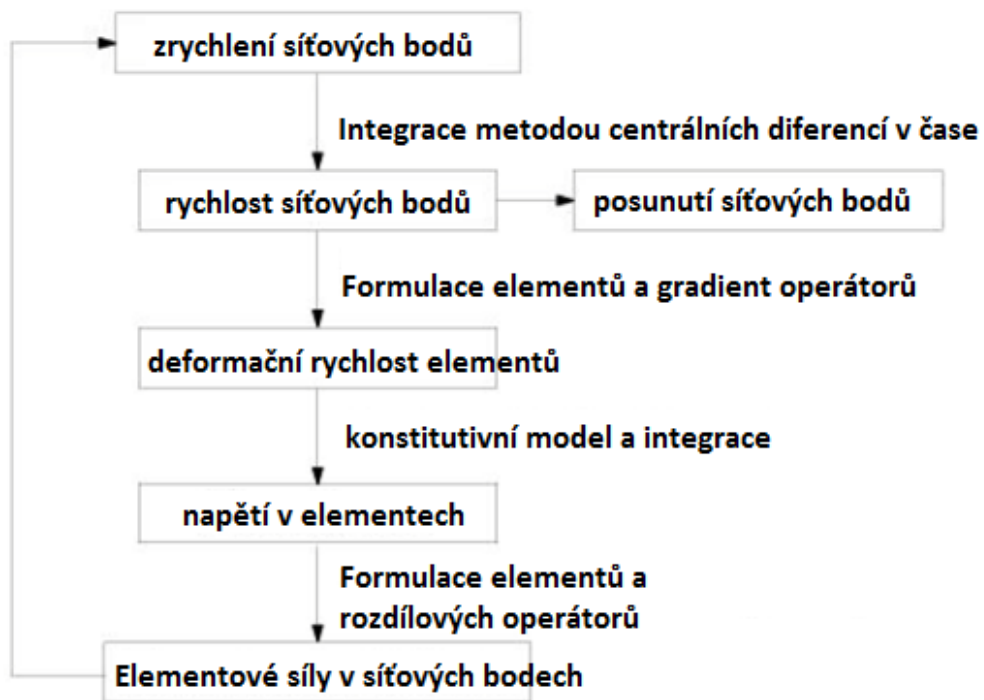 zrychlení síťových bodů
Integrace metodou centrálních diferencí v čase
rychlost síťových bodů
posunutí síťových bodů
Formulace elementů a gradient operátorů
deformační rychlost elementů
konstitutivní model a integrace
napětí v elementech
Formulace elementů a
rozdílových operátorů
Elementové síly v síťových bodech